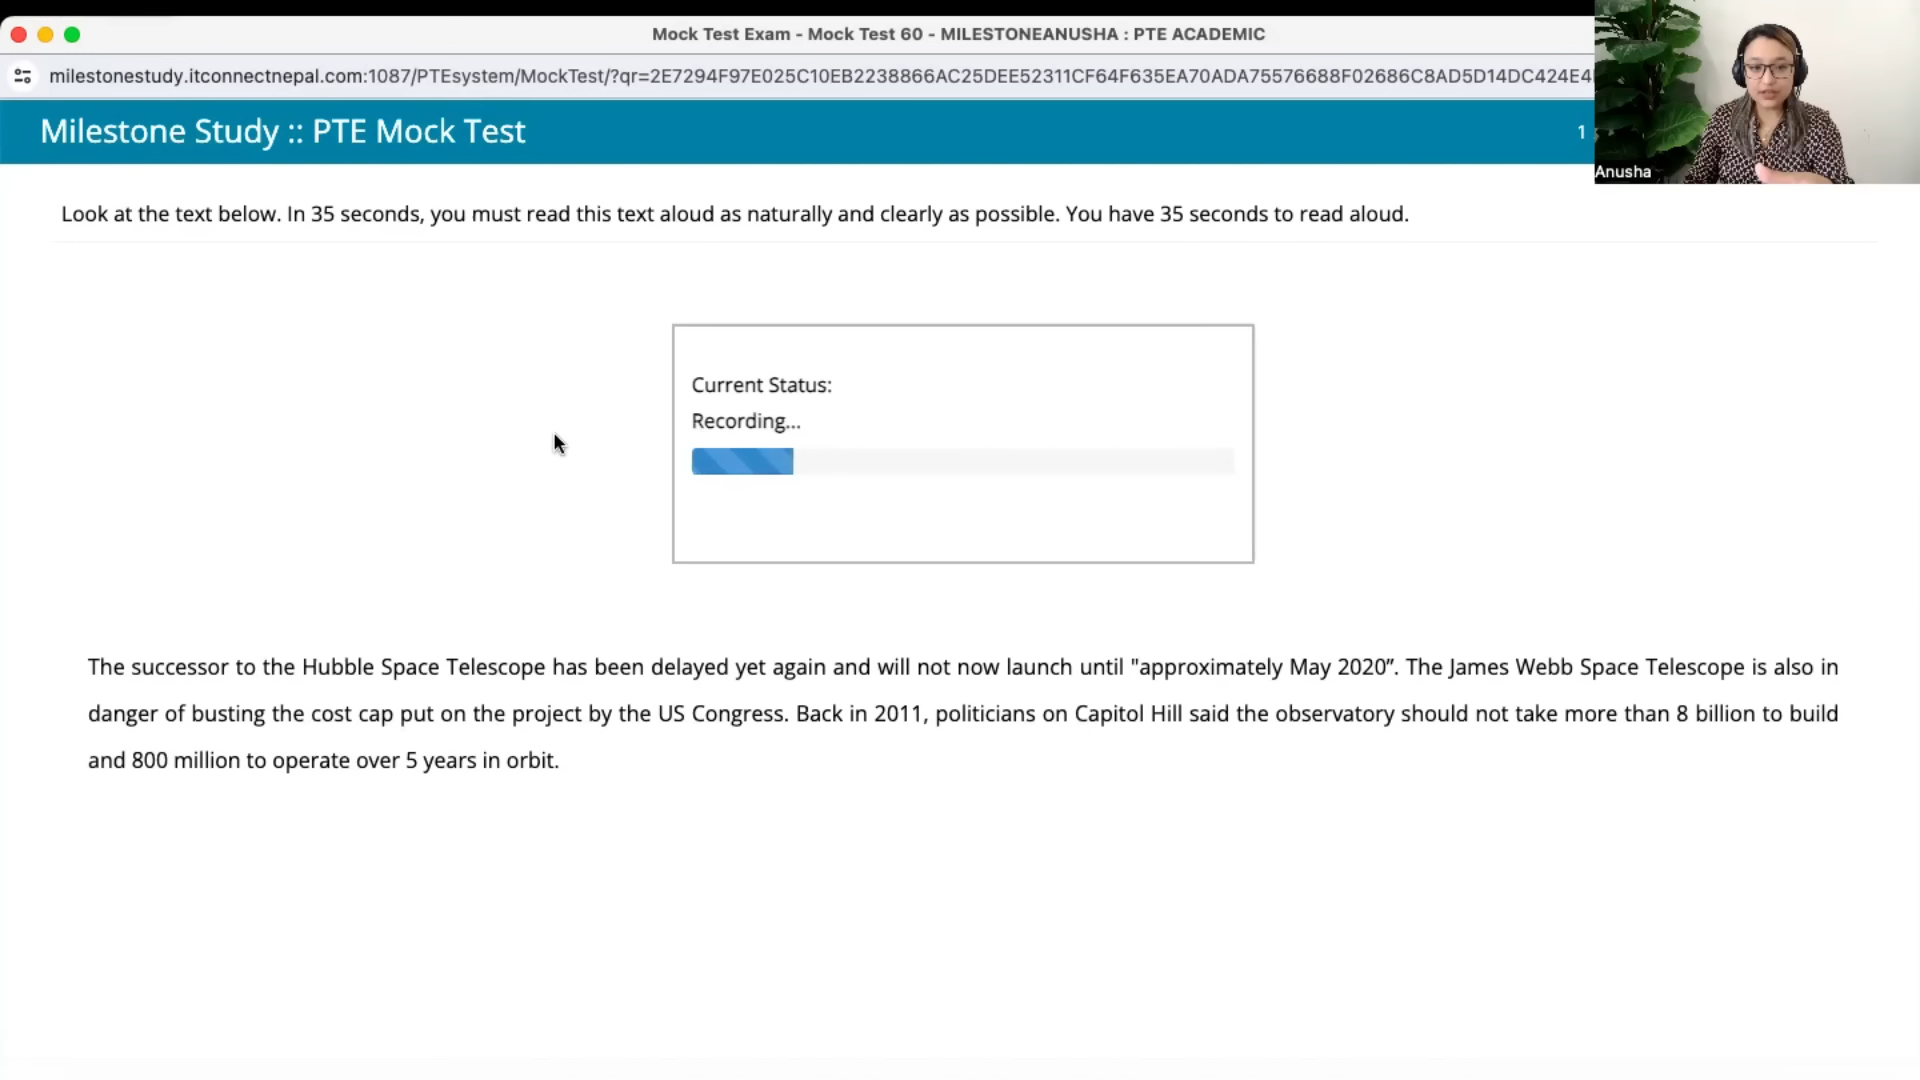 Mock Test Exam - Mock Test 60 - MILESTONEANUSHA : PTE ACADEMIC
milestonestudy.itconnectnepal.com:1087/PTEsystem/MockTest/?qr=2E7294F97E025C10EB2238866AC25DEE52311CF64F635EA70ADA75576688F02686C8AD5D14DC424E4
Milestone Study :: PTE Mock Test
1
Anusha
Look at the text below. In 35 seconds, you must read this text aloud as naturally and clearly as possible. You have 35 seconds to read aloud.
Current Status:
Recording...
The successor to the Hubble Space Telescope has been delayed yet again and will not now launch until "approximately May 2020”. The James Webb Space Telescope is also in
danger of busting the cost cap put on the project by the US Congress. Back in 2011, politicians on Capitol Hill said the observatory should not take more than 8 billion to build
and 800 million to operate over 5 years in orbit.